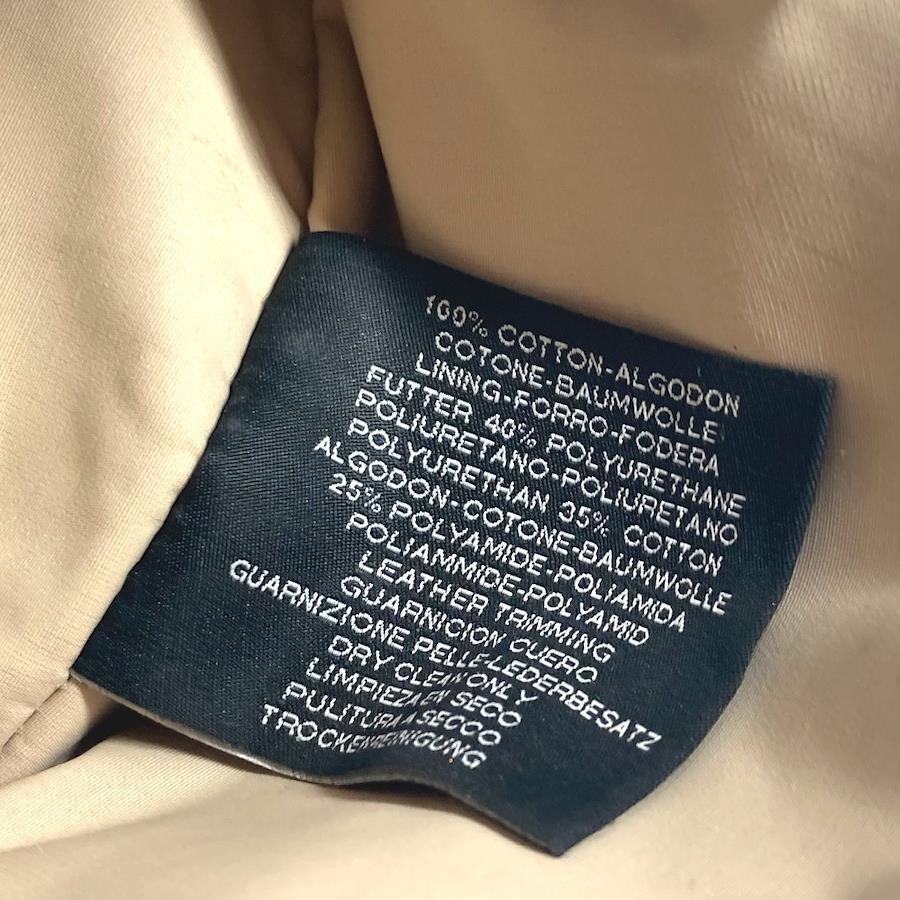 100% COTTON-ALGODON
COTONE-BAUMWOLLE
LINING-FORRO-FODERA
FUTTER 40% POLYURETHANE
POLIURETANO-POLIURETANO
POLYURETHAN 35% COTTON
ALGODON-COTONE-BAUMWOLLE
25% POLYAMIDE-POLIAMIDA
POLIAMMIDE-POLYAMID
LEATHER TRIMMING
GUARNICION CUERO
GUARNIZIONE PELLE-LEDERBESATZ
DRY CLEAN ONLY
LIMPIEZA EN SECO
PULITURA A SECCO
TROCKENREINIGUNG